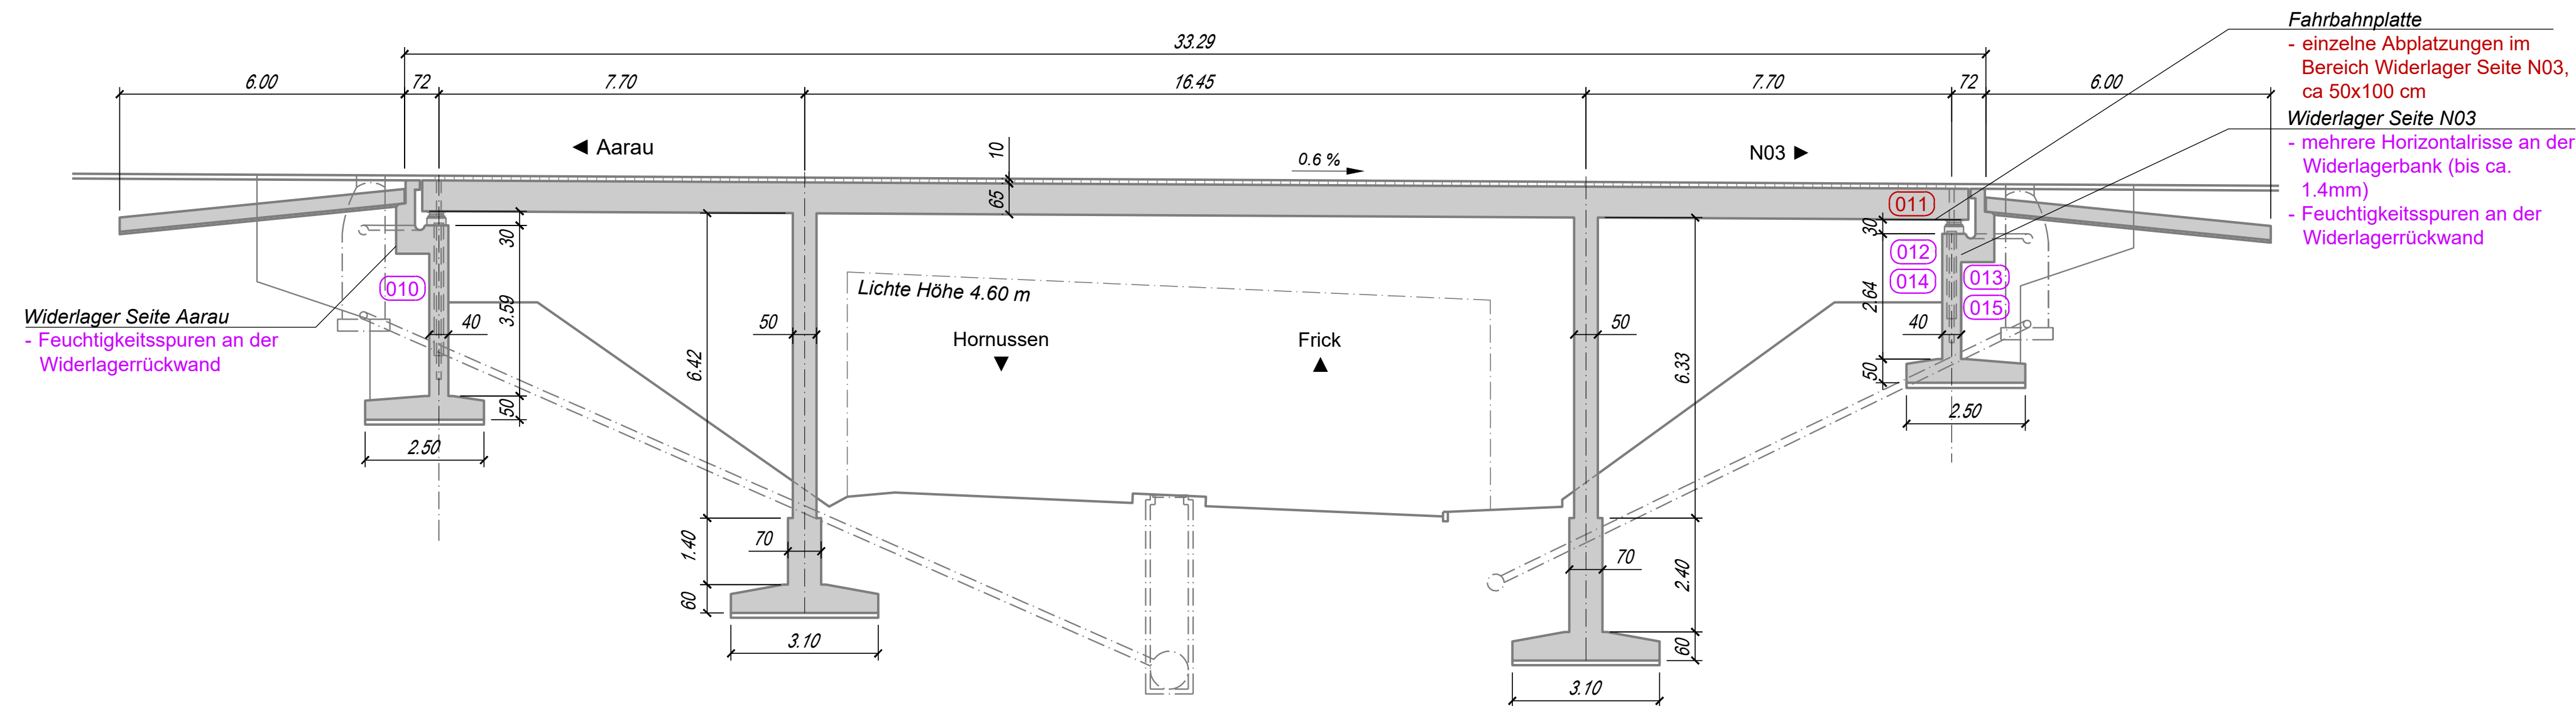 Fahrbahnplatte
- einzelne Abplatzungen im
Bereich Widerlager Seite N03,
ca 50x100 cm
33.29
6.00 72 7.70 16.45 7.70 72 6.00
Widerlager Seite N03
- mehrere Horizontalrisse an der
Widerlagerbank (bis ca.
1.4mm)
- Feuchtigkeitsspuren an der
Widerlagerrückwand
◄ Aarau
10
0.6 %
N03 ►
65
011
30
30
012
014
013
015
2.64
40
50
2.50
010
3.59
40
50
2.50
Widerlager Seite Aarau
- Feuchtigkeitsspuren an der
Widerlagerrückwand
Lichte Höhe 4.60 m
50
Hornussen
▼
Frick
▲
50
6.42
6.33
1.40
70
60
3.10
70
2.40
60
3.10